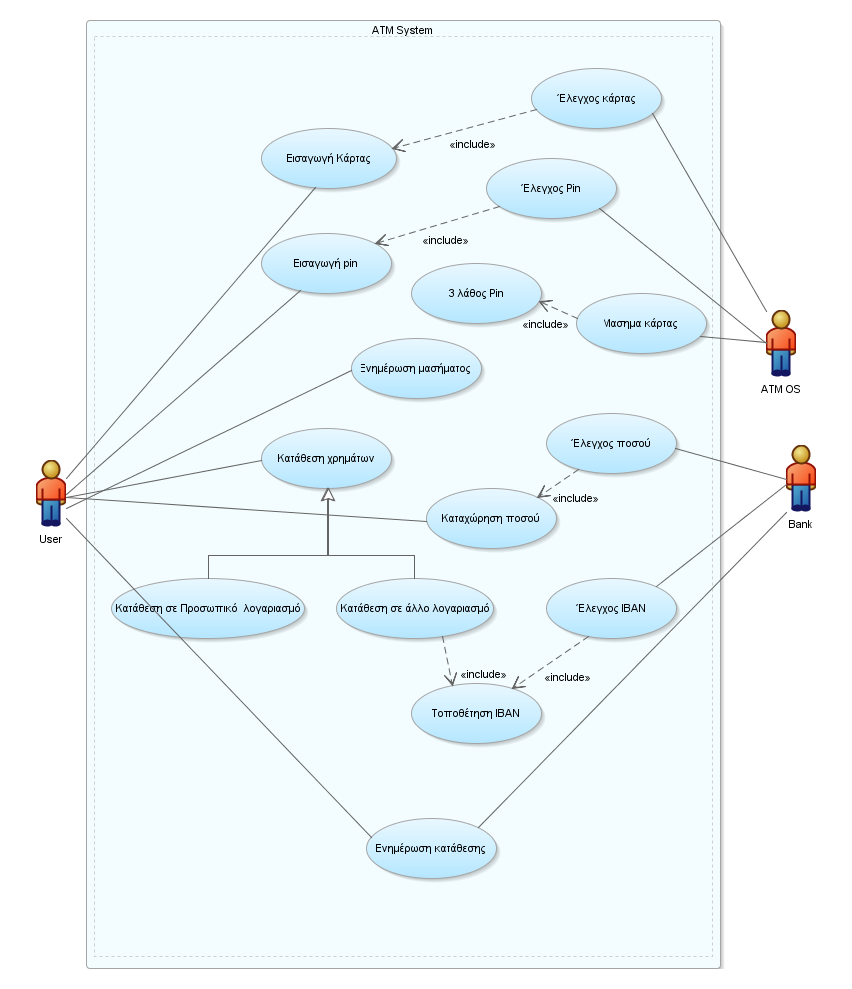 ATM System
Έλεγχος κάρτας
«include»
Εισαγωγή Κάρτας
Έλεγχος Pin
«include»
Εισαγωγή pin
3 λάθος Pin
«include»
Μασημα κάρτας
ATM OS
Ενημέρωση μασήματος
Έλεγχος ποσού
Κατάθεση χρημάτων
«include»
Καταχώρηση ποσού
User
Bank
Κατάθεση σε Προσωπικό λογαριασμό
Κατάθεση σε άλλο λογαριασμό
Έλεγχος IBAN
«include»
«include»
Τοποθέτηση IBAN
Ενημέρωση κατάθεσης